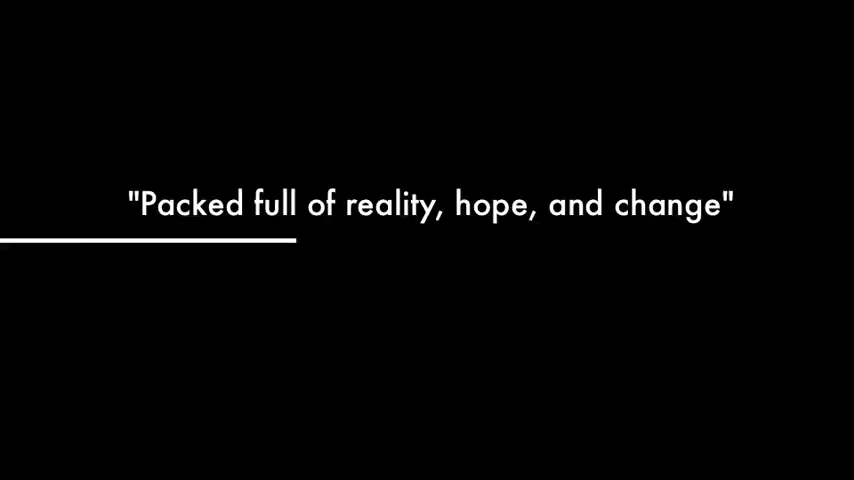 "Packed full of reality, hope, and change"